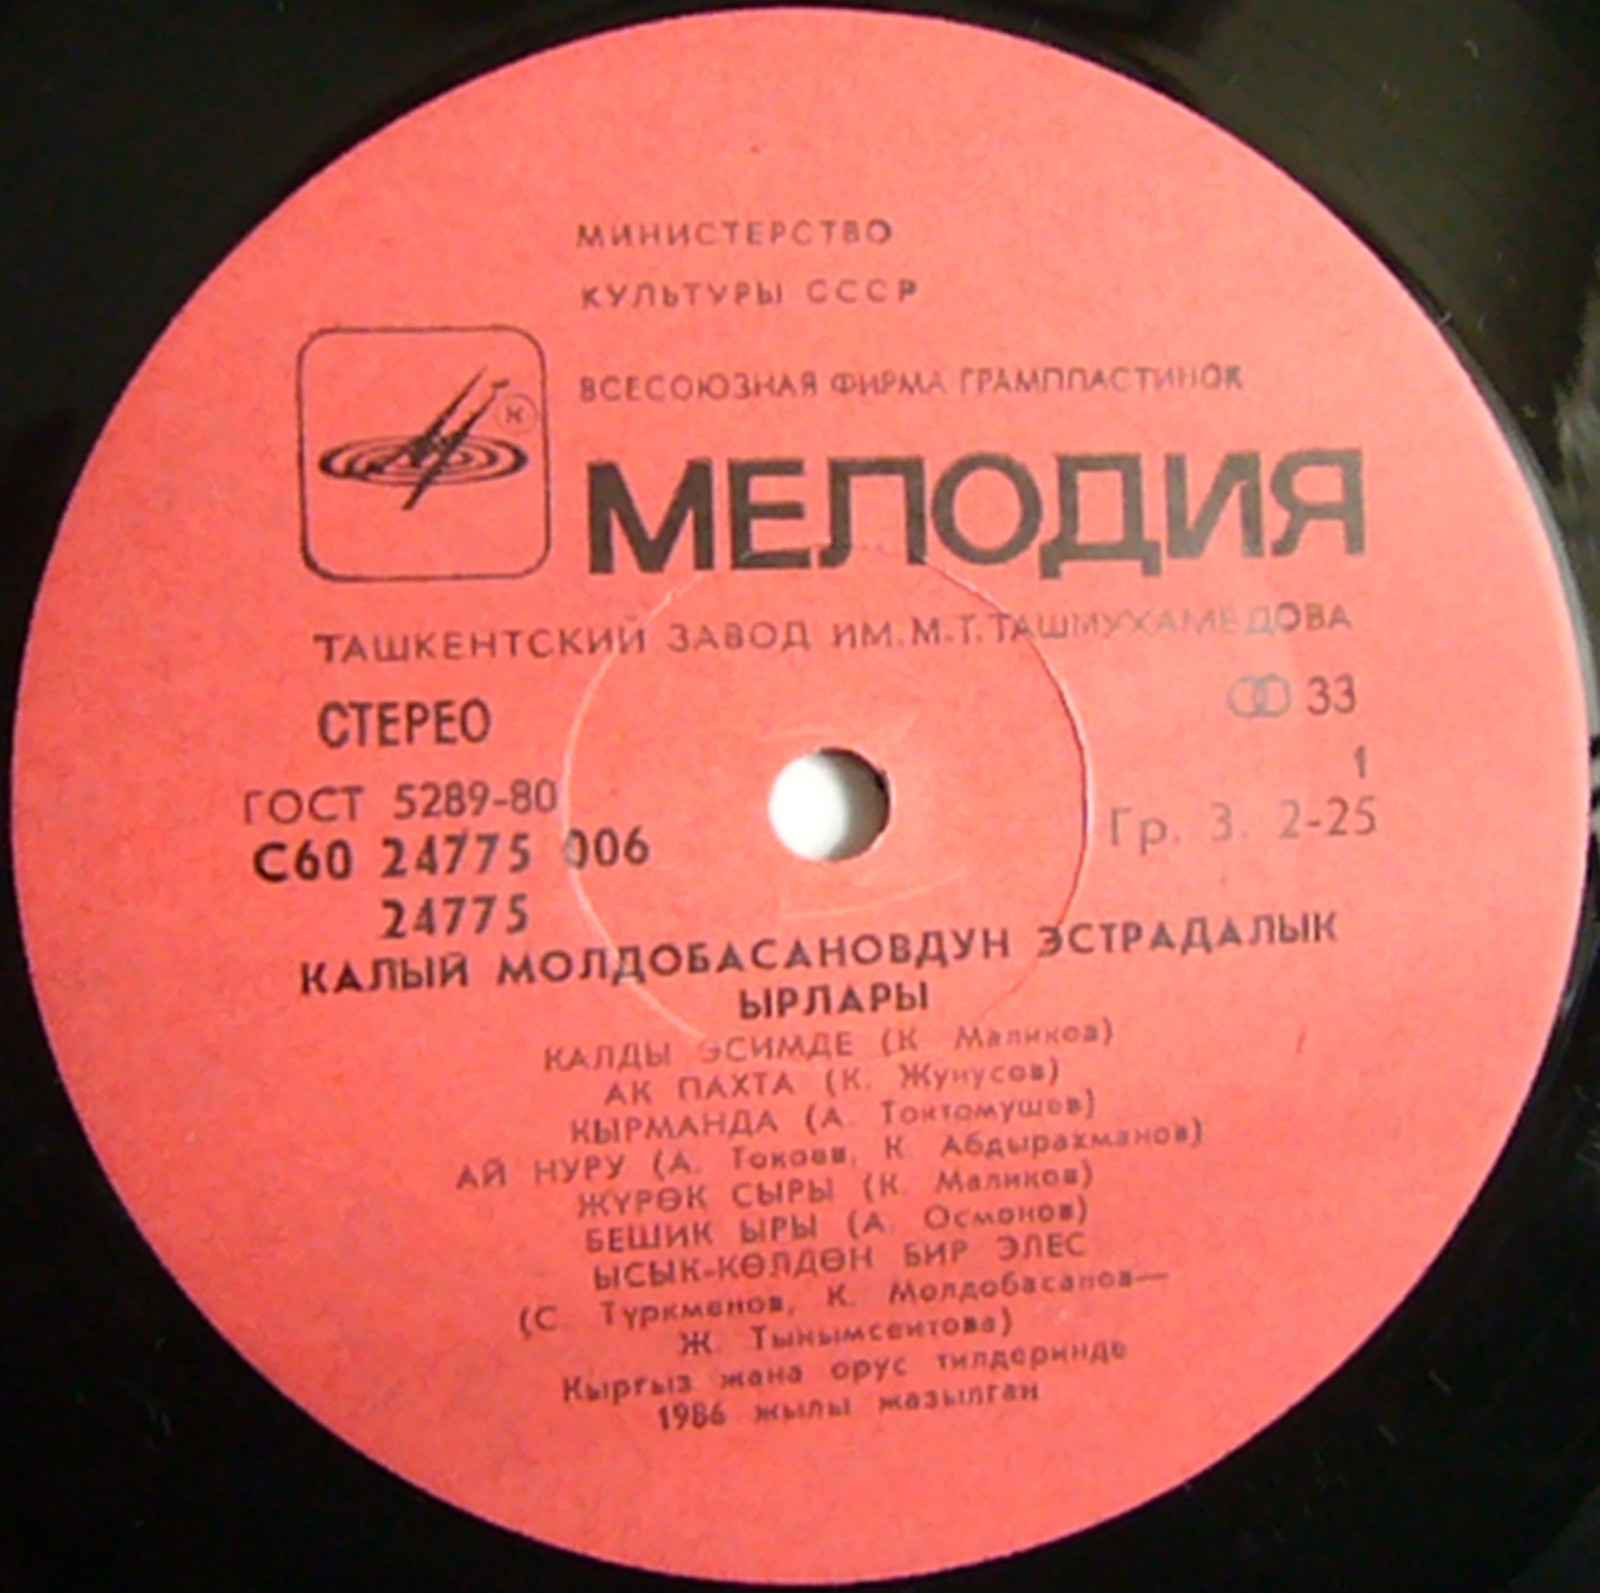 МИНИСТЕРСТВО
КУЛЬТУРЫ СССР
ВСЕСОЮЗНАЯ ФИРМА ГРАМПЛАСТИНОК
МЕЛОДИЯ
ТАШКЕНТСКИЙ ЗАВОД ИМ. М.Т. ТАШМУХАМЕДОВА
СТЕРЕО
33
ГОСТ 5289-80
1
С60 24775 006
Гр. 3. 2-25
24775
КАЛЫЙ МОЛДОБАСАНОВДУН ЭСТРАДАЛЫК
ЫРЛАРЫ
КАЛДЫ ЭСИМДЕ (К. Маликов)
АК ПАХТА (К. Жунусов)
КЫРМАНДА (А. Токтомушев)
АЙ НУРУ (А. Токоев, К. Абдырахманов)
ЖҮРӨК СЫРЫ (К. Маликов)
БЕШИК ЫРЫ (А. Осмонов)
ЫСЫК-КӨЛДӨН БИР ЭЛЕС
(С. Түркменов, К. Молдобасанов—
Ж. Тынымсеитова)
Кыргыз жана орус тилдеринде
1986 жылы жазылган